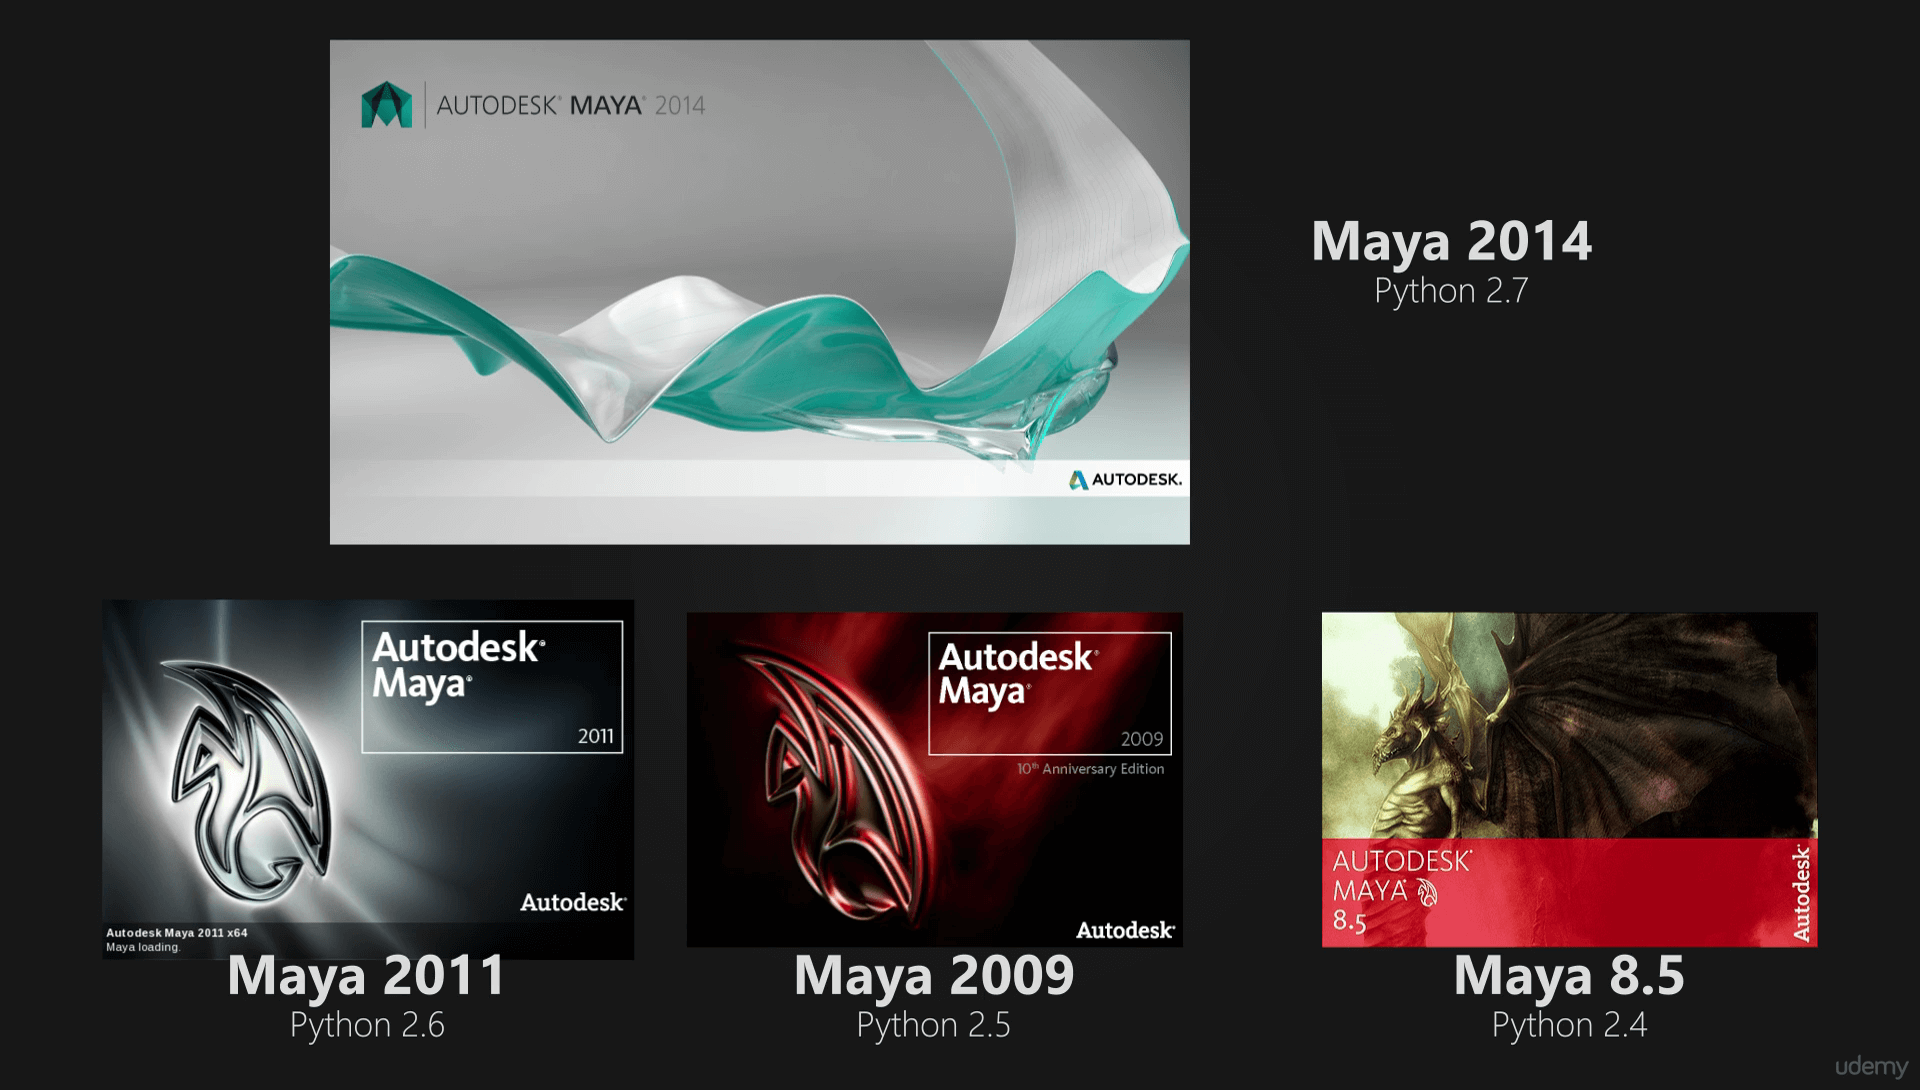 AUTODESK® MAYA® 2014
AUTODESK.
Maya 2014
Python 2.7
Autodesk®
Maya®
2011
Autodesk®
Autodesk Maya 2011 x64
Maya loading.
Maya 2011
Python 2.6
Autodesk®
Maya®
2009
10th Anniversary Edition
Autodesk®
Maya 2009
Python 2.5
AUTODESK®
MAYA®
8.5
Autodesk®
Maya 8.5
Python 2.4
udemy